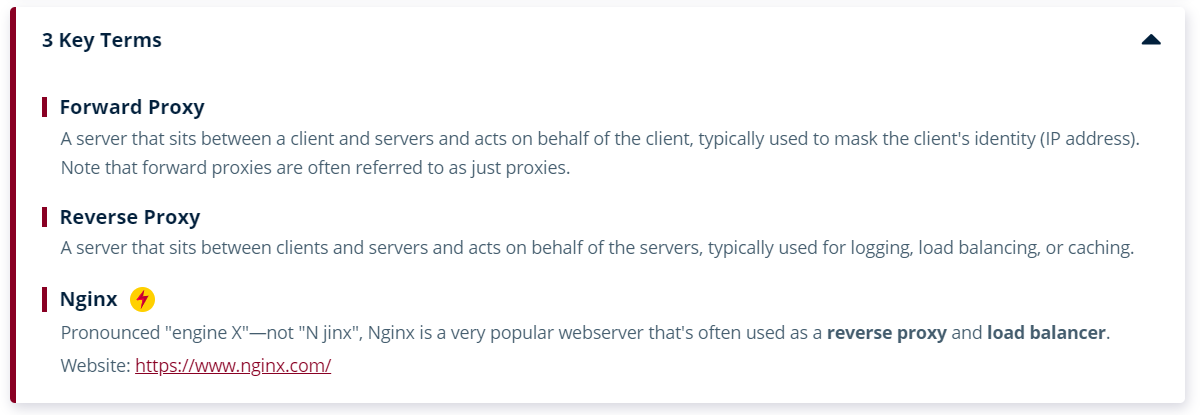 3 Key Terms
Forward Proxy
A server that sits between a client and servers and acts on behalf of the client, typically used to mask the client's identity (IP address).
Note that forward proxies are often referred to as just proxies.
Reverse Proxy
A server that sits between clients and servers and acts on behalf of the servers, typically used for logging, load balancing, or caching.
Nginx
Pronounced "engine X"—not "N jinx", Nginx is a very popular webserver that's often used as a reverse proxy and load balancer.
Website: https://www.nginx.com/